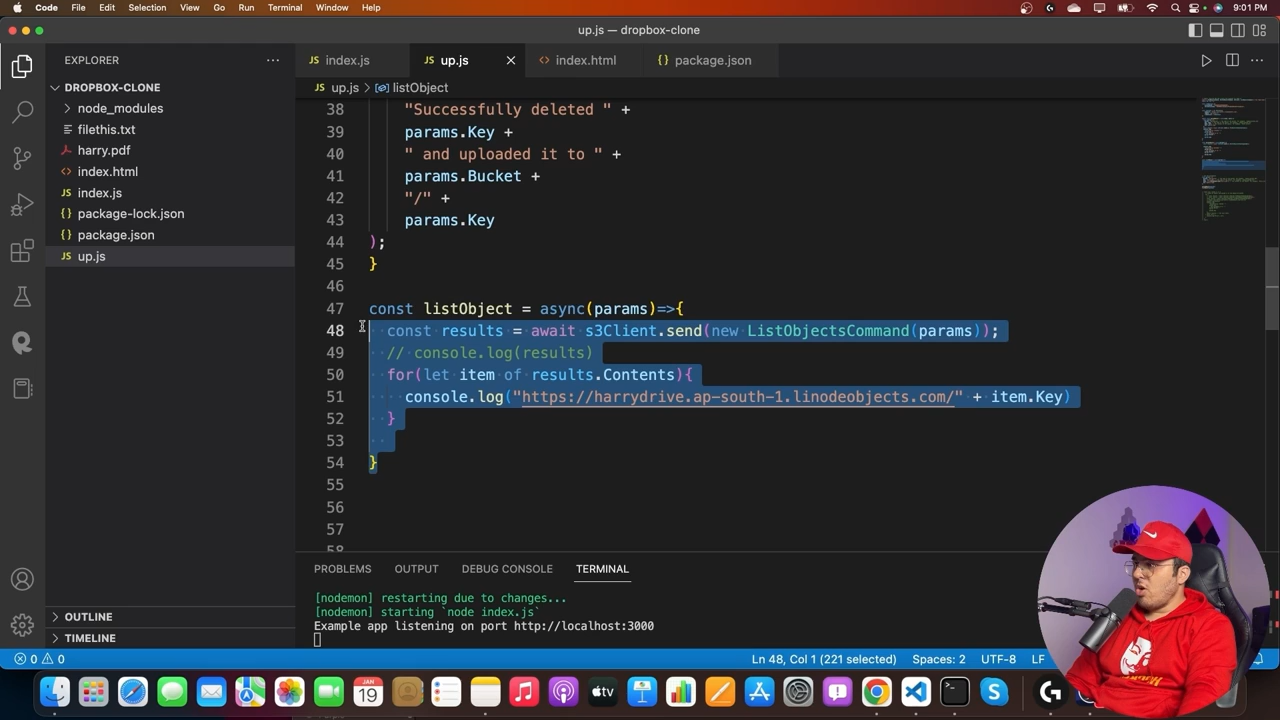 Code File Edit Selection View Go Run Terminal Window Help 9:01 PM
up.js — dropbox-clone
EXPLORER
DROPBOX-CLONE
node_modules
filethis.txt
harry.pdf
index.html
index.js
package-lock.json
package.json
up.js
OUTLINE
TIMELINE
index.js up.js index.html package.json
up.js > listObject
38 "Successfully deleted " +
39 params.Key +
40 " and uploaded it to " +
41 params.Bucket +
42 "/" +
43 params.Key
44 );
45 }
46
47 const listObject = async(params)=>{
48 const results = await s3Client.send(new ListObjectsCommand(params));
49 // console.log(results)
50 for(let item of results.Contents){
51 console.log("https://harrydrive.ap-south-1.linodeobjects.com/" + item.Key)
52 }
53
54 }
55
56
57
58
PROBLEMS OUTPUT DEBUG CONSOLE TERMINAL
[nodemon] restarting due to changes...
[nodemon] starting `node index.js`
Example app listening on port http://localhost:3000
0 0 Ln 48, Col 1 (221 selected) Spaces: 2 UTF-8 LF
JAN
19
tv